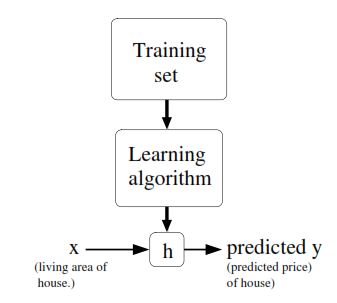 Training
set
Learning
algorithm
x
h
predicted y
(living area of
house.)
(predicted price)
of house)